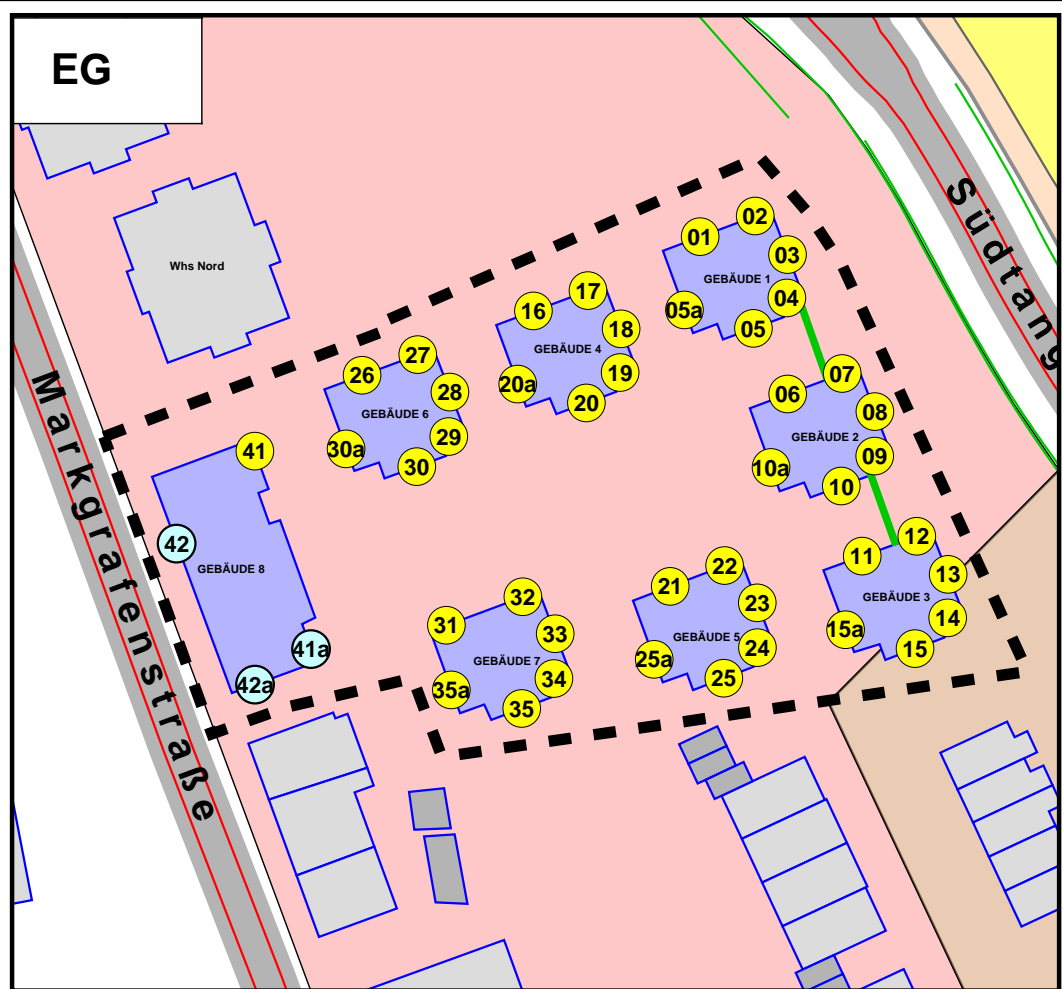 EG
Südtang
Whs Nord
Markgrafenstraße
01
02
03
GEBÄUDE 1
04
05a
05
16
17
18
GEBÄUDE 4
19
20a
20
26
27
28
GEBÄUDE 6
29
30a
30
06
07
08
GEBÄUDE 2
09
10a
10
41
42
GEBÄUDE 8
41a
42a
11
12
13
GEBÄUDE 3
14
15a
15
21
22
23
GEBÄUDE 5
24
25a
25
31
32
33
GEBÄUDE 7
34
35a
35